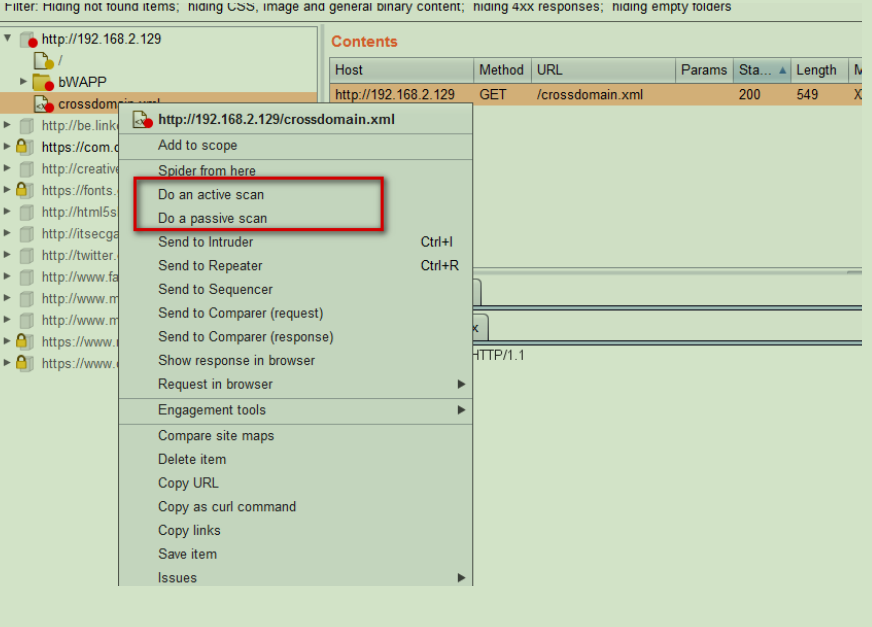 Filter: Hiding not found items; hiding CSS, image and general binary content; hiding 4xx responses; hiding empty folders
http://192.168.2.129
/
bWAPP
crossdomain.xml
http://be.link
https://com.
http://creative
https://fonts.
http://html5s
http://itsecga
http://twitter.
http://www.fa
http://www.m
http://www.m
https://www.
https://www.
Contents
Host Method URL Params Sta... Length M
http://192.168.2.129 GET /crossdomain.xml 200 549 X
http://192.168.2.129/crossdomain.xml
Add to scope
Spider from here
Do an active scan
Do a passive scan
Send to Intruder Ctrl+I
Send to Repeater Ctrl+R
Send to Sequencer
Send to Comparer (request)
Send to Comparer (response)
Show response in browser
Request in browser
Engagement tools
Compare site maps
Delete item
Copy URL
Copy as curl command
Copy links
Save item
Issues
x
HTTP/1.1